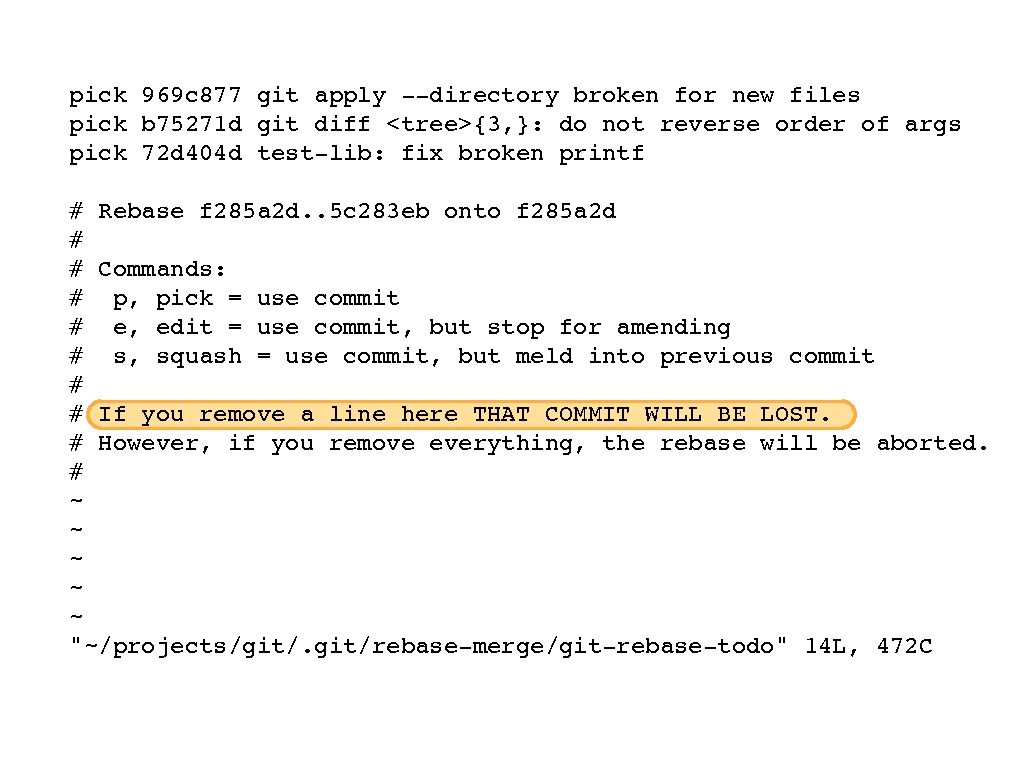 pick 969c877 git apply --directory broken for new files
pick b75271d git diff <tree>{3,}: do not reverse order of args
pick 72d404d test-lib: fix broken printf
# Rebase f285a2d..5c283eb onto f285a2d
#
# Commands:
#  p, pick = use commit
#  e, edit = use commit, but stop for amending
#  s, squash = use commit, but meld into previous commit
#
# If you remove a line here THAT COMMIT WILL BE LOST.
# However, if you remove everything, the rebase will be aborted.
#
~
~
~
~
~
"~/projects/git/.git/rebase-merge/git-rebase-todo" 14L, 472C